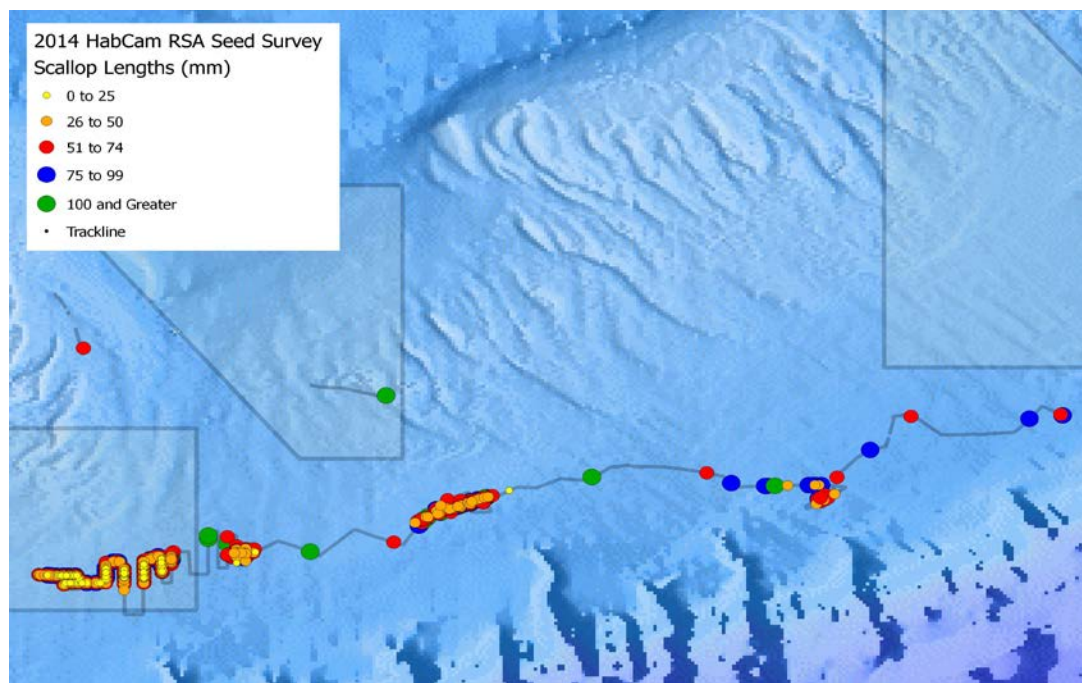 2014 HabCam RSA Seed Survey
Scallop Lengths (mm)
0 to 25
26 to 50
51 to 74
75 to 99
100 and Greater
Trackline